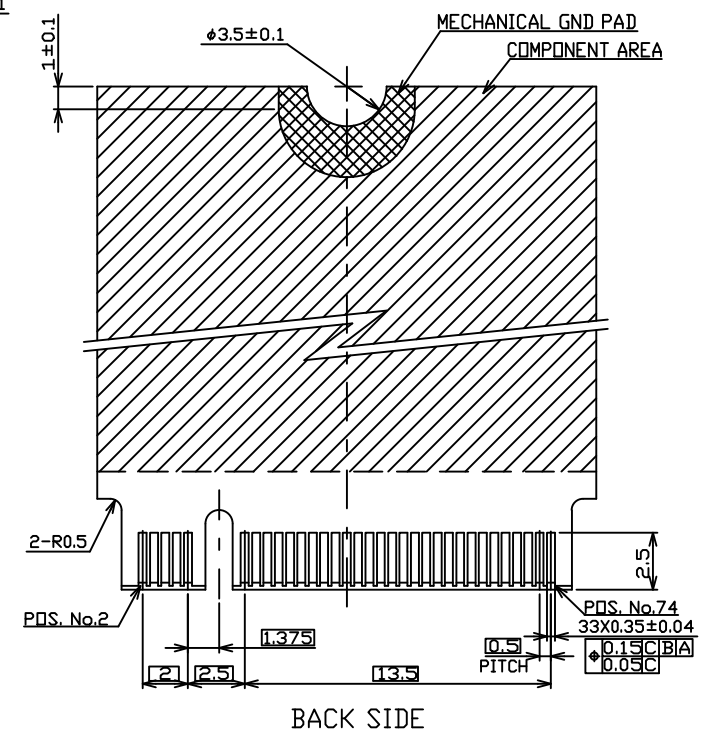 MECHANICAL GND PAD
⌀3.5±0.1
COMPONENT AREA
1±0.1
2-R0.5
2.5
POS. No.2
POS. No.74
33X0.35±0.04
1.375
0.5
PITCH
⌖ 0.15 C B A
0.05 C
2
2.5
13.5
BACK SIDE